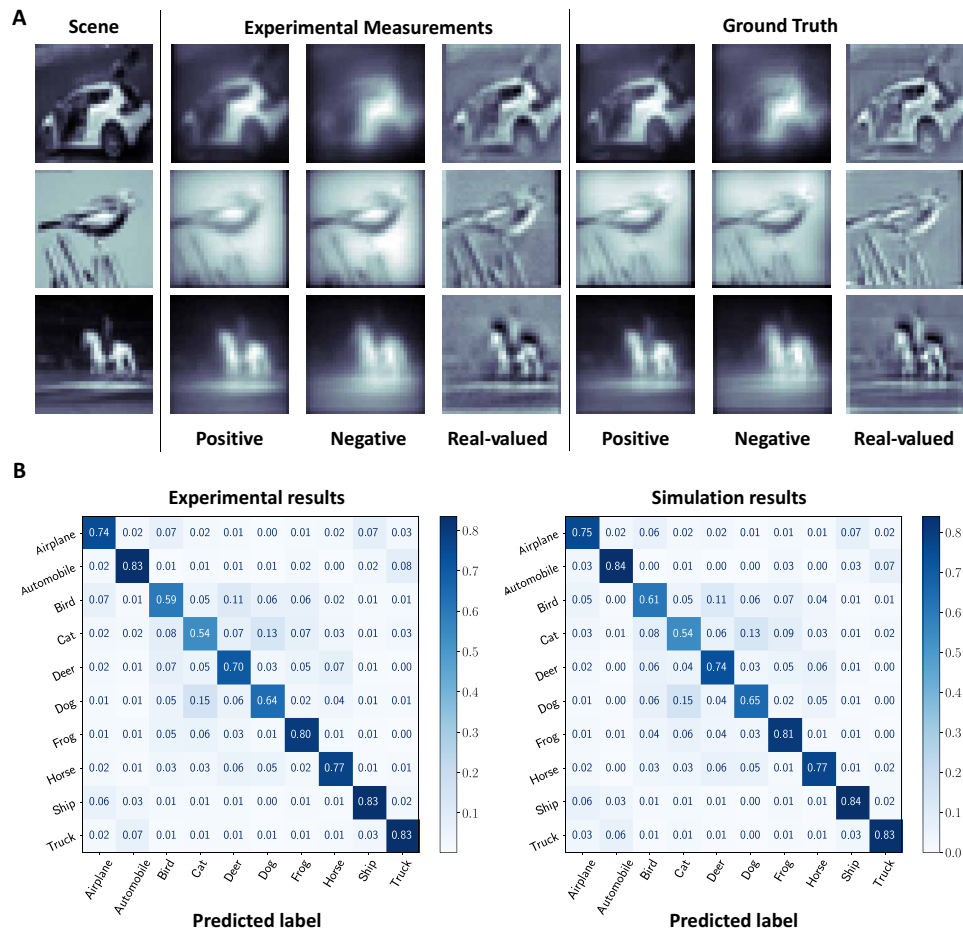 A
Scene
Experimental Measurements
Ground Truth
Positive
Negative
Real-valued
Positive
Negative
Real-valued
B
Experimental results
Simulation results
Airplane 0.74 0.02 0.07 0.02 0.01 0.00 0.01 0.02 0.07 0.03
Automobile 0.02 0.83 0.01 0.01 0.01 0.01 0.01 0.00 0.02 0.08
Bird 0.07 0.01 0.59 0.05 0.11 0.06 0.06 0.02 0.01 0.01
Cat 0.02 0.02 0.08 0.54 0.07 0.13 0.07 0.03 0.01 0.03
Deer 0.02 0.01 0.07 0.05 0.70 0.03 0.05 0.07 0.01 0.00
Dog 0.01 0.01 0.05 0.15 0.06 0.64 0.02 0.04 0.01 0.01
Frog 0.01 0.01 0.05 0.06 0.03 0.01 0.80 0.01 0.01 0.00
Horse 0.02 0.01 0.03 0.03 0.06 0.05 0.02 0.77 0.01 0.01
Ship 0.06 0.03 0.01 0.01 0.01 0.00 0.01 0.01 0.83 0.02
Truck 0.02 0.07 0.01 0.01 0.01 0.01 0.01 0.01 0.03 0.83
Airplane Automobile Bird Cat Deer Dog Frog Horse Ship Truck
Predicted label
0.8
0.7
0.6
0.5
0.4
0.3
0.2
0.1
Airplane 0.75 0.02 0.06 0.02 0.02 0.01 0.01 0.01 0.07 0.02
Automobile 0.03 0.84 0.00 0.01 0.00 0.00 0.01 0.01 0.03 0.07
Bird 0.05 0.00 0.61 0.05 0.11 0.06 0.07 0.04 0.01 0.01
Cat 0.03 0.01 0.08 0.54 0.06 0.13 0.09 0.03 0.01 0.02
Deer 0.02 0.00 0.06 0.04 0.74 0.03 0.05 0.06 0.01 0.00
Dog 0.01 0.00 0.06 0.15 0.04 0.65 0.02 0.05 0.01 0.01
Frog 0.01 0.01 0.04 0.06 0.04 0.02 0.81 0.01 0.01 0.00
Horse 0.02 0.00 0.03 0.03 0.06 0.05 0.01 0.77 0.01 0.02
Ship 0.06 0.03 0.01 0.01 0.01 0.00 0.00 0.01 0.84 0.02
Truck 0.03 0.06 0.01 0.01 0.00 0.01 0.01 0.01 0.03 0.83
Airplane Automobile Bird Cat Deer Dog Frog Horse Ship Truck
Predicted label
0.8
0.7
0.6
0.5
0.4
0.3
0.2
0.1
0.0